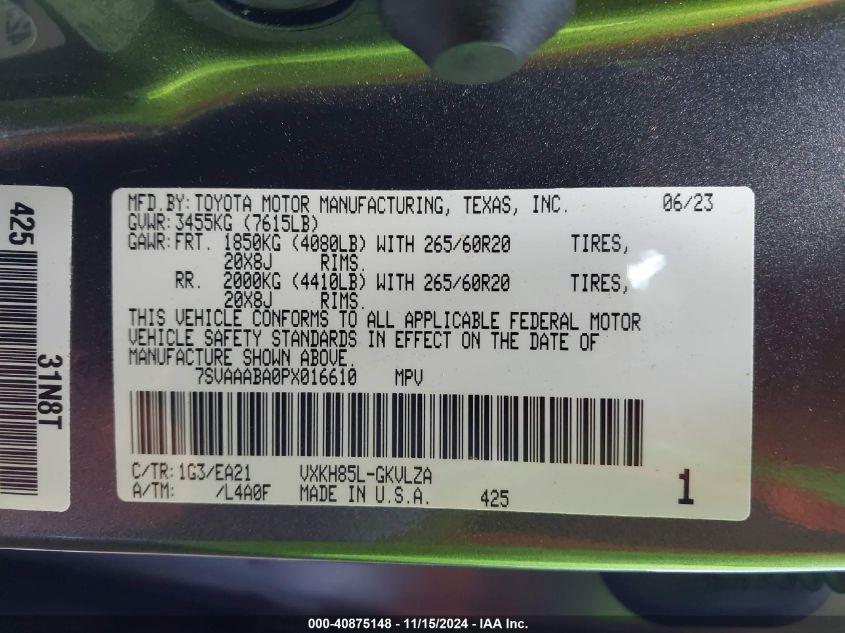 MFD.BY:TOYOTA MOTOR MANUFACTURING, TEXAS, INC. 06/23
GVWR:3455KG (7615LB)
GAWR:FRT. 1850KG (4080LB) WITH 265/60R20 TIRES,
20X8J RIMS.
RR. 2000KG (4410LB) WITH 265/60R20 TIRES,
20X8J RIMS.
THIS VEHICLE CONFORMS TO ALL APPLICABLE FEDERAL MOTOR
VEHICLE SAFETY STANDARDS IN EFFECT ON THE DATE OF
MANUFACTURE SHOWN ABOVE.
7SVAAABA0PX016610 MPV
C/TR:1G3/EA21 VXKH85L-GKVLZA
A/TM: /L4A0F MADE IN U.S.A. 425 1
425
31N8T
000-40875148 - 11/15/2024 - IAA Inc.